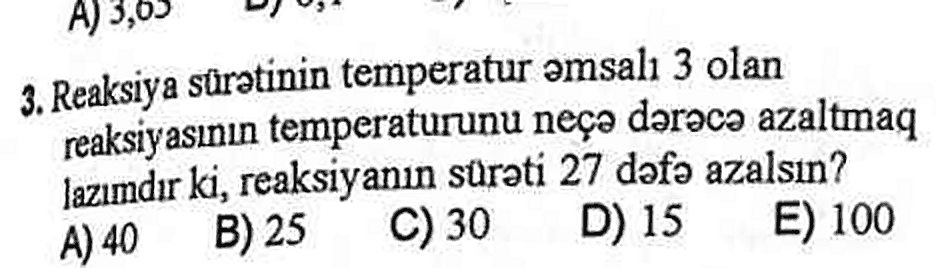 A) 3,65
3. Reaksiya sürətinin temperatur əmsalı 3 olan
reaksiyasının temperaturunu neçə dərəcə azaltmaq
lazımdır ki, reaksiyanın sürəti 27 dəfə azalsın?
A) 40 B) 25 C) 30 D) 15 E) 100